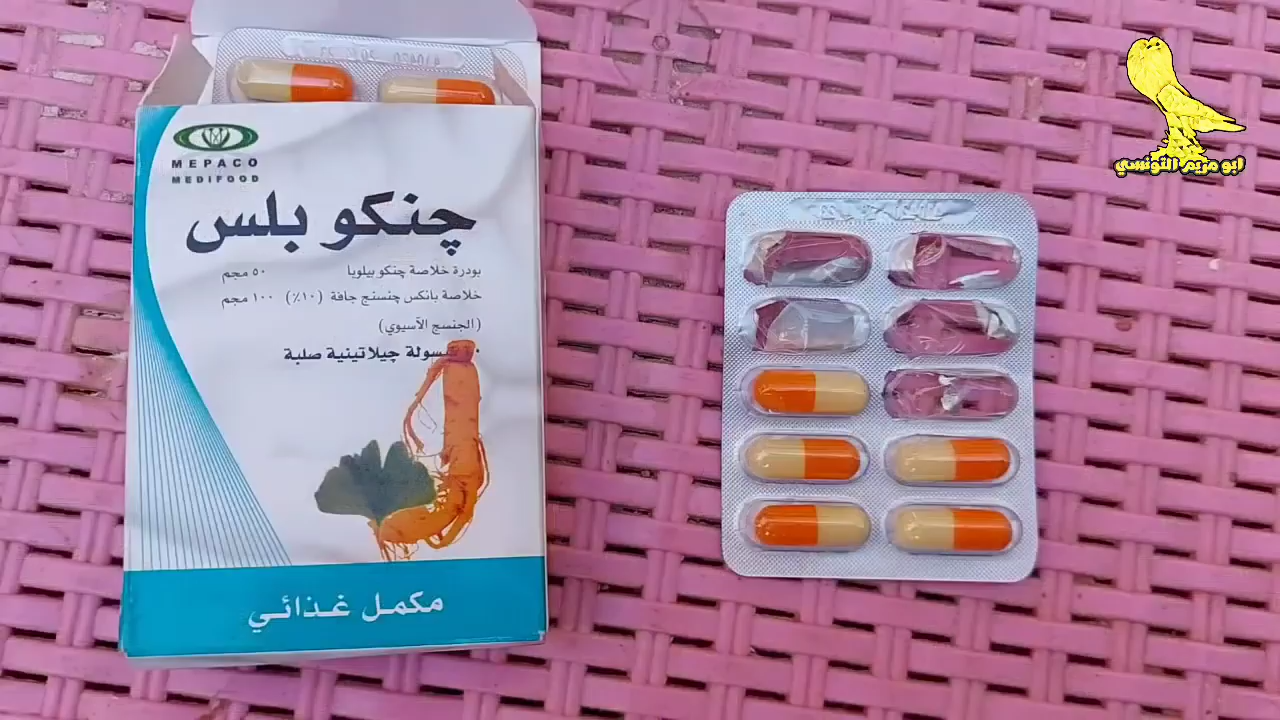 MEPACO
MEDIFOOD
چنكو بلس
بودرة خلاصة چنكو بيلوبا ٥٠ مجم
خلاصة بانكس چنسنج جافة (١٠٪) ١٠٠ مجم
(الجنسج الآسيوي)
كبسولة چيلاتينية صلبة
مكمل غذائي
ابو مريم التونسي